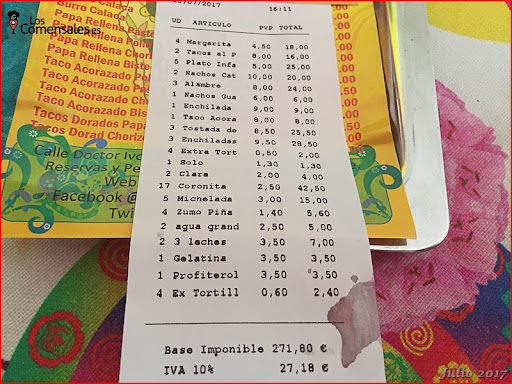 Los
Comensales.es
/07/2017 16:11
UD ARTICULO PVP TOTAL
4 Margarita 4,50 18,00
2 Tacos al P 8,00 16,00
5 Plato Infa 5,00 25,00
2 Nachos Cat 10,00 20,00
3 Alambre 8,00 24,00
1 Nachos Gua 6,00 6,00
1 Enchilada 9,00 9,00
1 Taco Acora 8,00 8,00
3 Tostada de 8,50 25,50
3 Enchiladas 9,50 28,50
4 Extra Tort 0,50 2,00
1 Solo 1,30 1,30
2 Clara 2,00 4,00
17 Coronita 2,50 42,50
5 Michelada 3,00 15,00
4 Zumo Piña 1,40 5,60
2 agua grand 2,50 5,00
2 3 leches 3,50 7,00
1 Gelatina 3,50 3,50
1 Profiterol 3,50 3,50
4 Ex Tortill 0,60 2,40
Base Imponible 271,80 €
IVA 10% 27,18 €
Burro Calaca
Papa Rellena
Papa Rellena Pollo
Papa Rellena Chori
Papa Rellena Bistec
Taco Acorazado
Taco Acorazado Po
Taco Acorazado Ch
Taco Acorazado Bis
Tacos Dorados Papa
Tacos Dorad Chori
Calle Doctor
Reservas y Pe
Web
Facebook @
Twi
Julio 2017